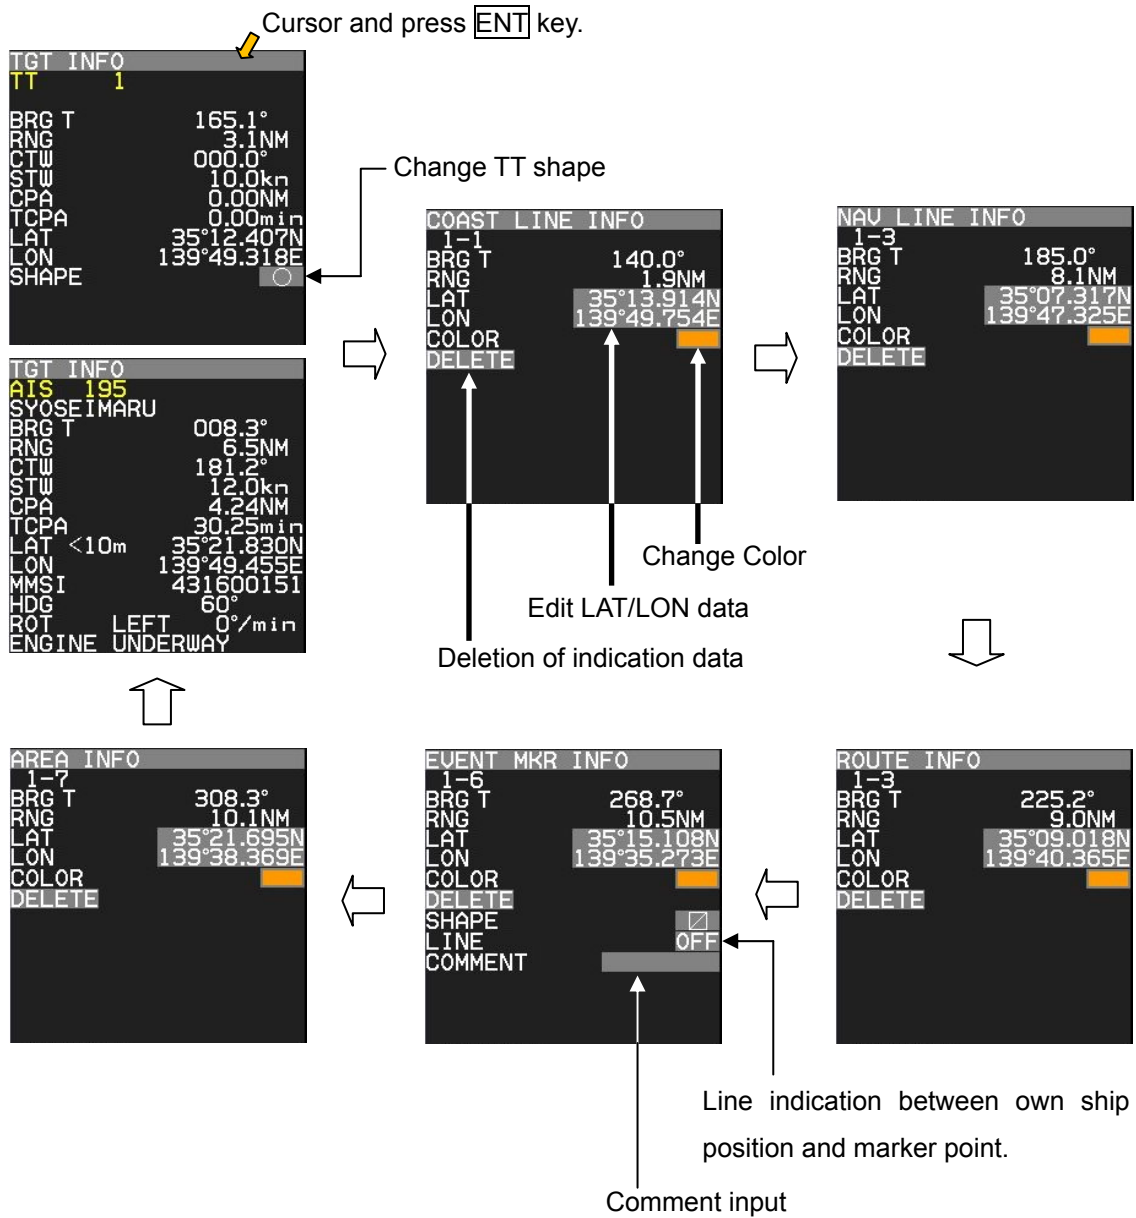 Cursor and press ENT key.
TGT INFO
TT 1
BRG T 165.1°
RNG 3.1NM
CTW 000.0°
STW 10.0kn
CPA 0.00NM
TCPA 0.00min
LAT 35°12.407N
LON 139°49.318E
SHAPE
Change TT shape
COAST LINE INFO
1-1
BRG T 140.0°
RNG 1.9NM
LAT 35°13.914N
LON 139°49.754E
COLOR
DELETE
NAV LINE INFO
1-3
BRG T 185.0°
RNG 8.1NM
LAT 35°07.317N
LON 139°47.325E
COLOR
DELETE
TGT INFO
AIS 195
SYOSEIMARU
BRG T 008.3°
RNG 6.5NM
CTW 181.2°
STW 12.0kn
CPA 4.24NM
TCPA 30.25min
LAT <10m 35°21.830N
LON 139°49.455E
MMSI 431600151
HDG 60°
ROT LEFT 0°/min
ENGINE UNDERWAY
Change Color
Edit LAT/LON data
Deletion of indication data
AREA INFO
1-7
BRG T 308.3°
RNG 10.1NM
LAT 35°21.695N
LON 139°38.369E
COLOR
DELETE
EVENT MKR INFO
1-6
BRG T 268.7°
RNG 10.5NM
LAT 35°15.108N
LON 139°35.273E
COLOR
DELETE
SHAPE
LINE OFF
COMMENT
ROUTE INFO
1-3
BRG T 225.2°
RNG 9.0NM
LAT 35°09.018N
LON 139°40.365E
COLOR
DELETE
Line indication between own ship
position and marker point.
Comment input